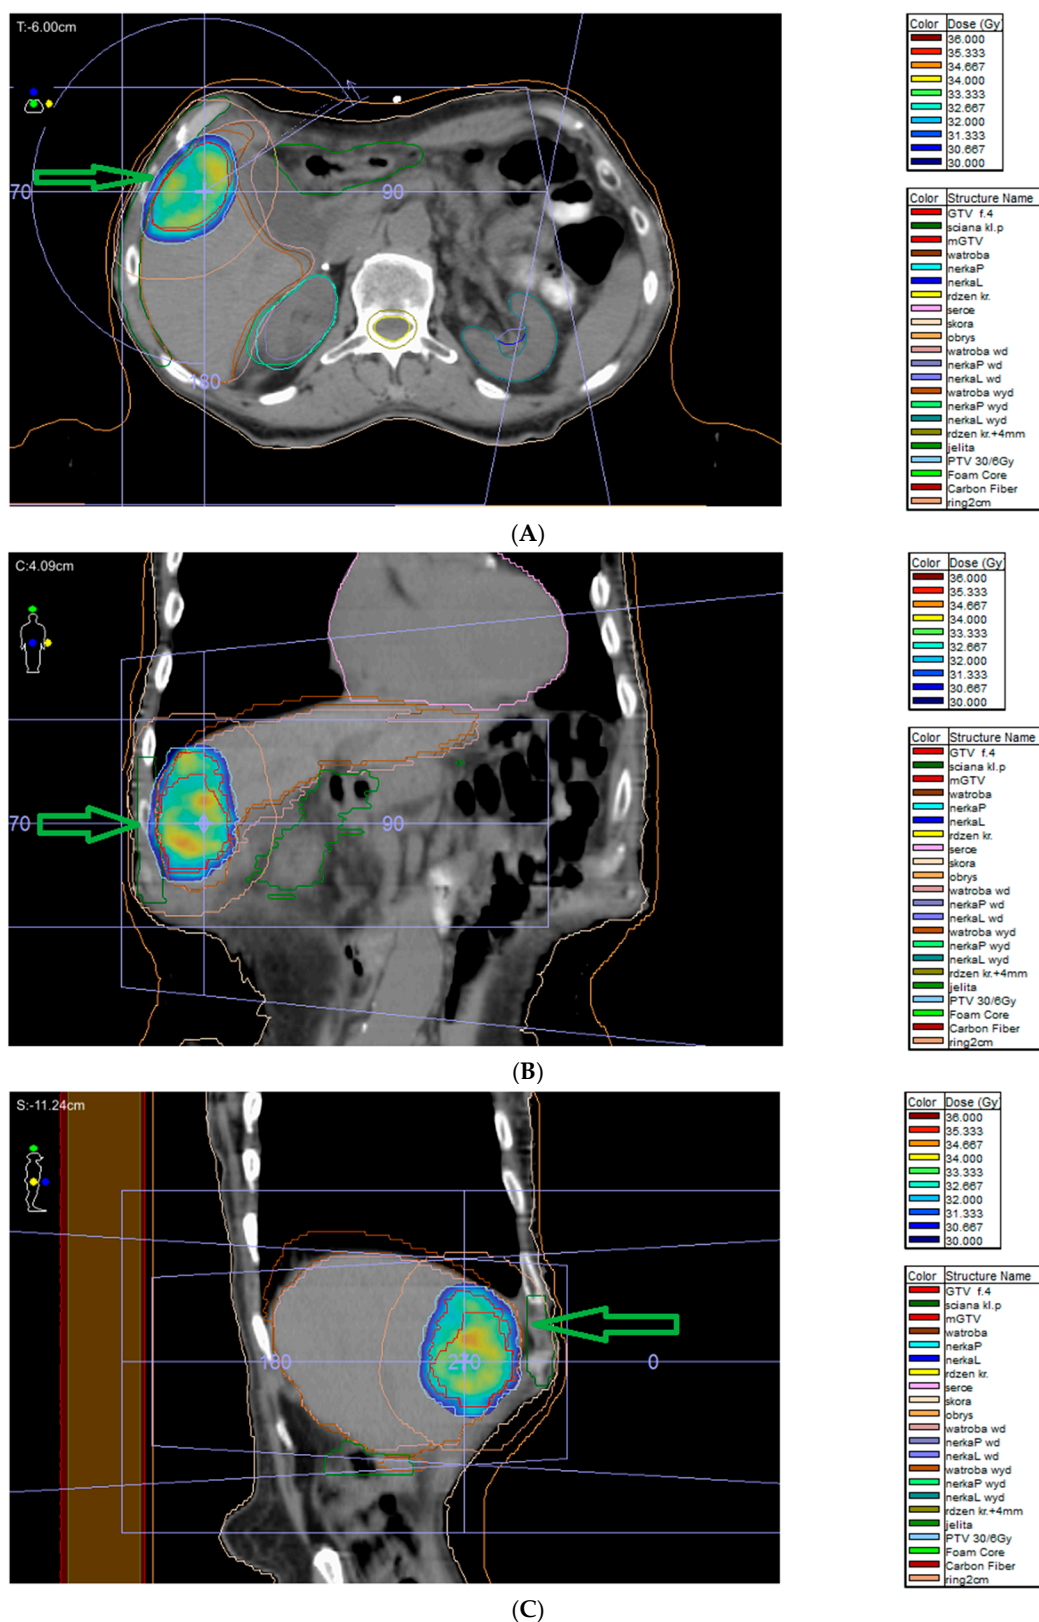 T:-6.00cm
70
90
180
Color Dose (Gy)
36.000
35.333
34.667
34.000
33.333
32.667
32.000
31.333
30.667
30.000
Color Structure Name
GTV f.4
sciana kl.p
mGTV
watroba
nerkaP
nerkaL
rdzen kr.
serce
skora
obrys
watroba wd
nerkaP wd
nerkaL wd
watroba wyd
nerkaP wyd
nerkaL wyd
rdzen kr.+4mm
jelita
PTV 30/6Gy
Foam Core
Carbon Fiber
ring2cm
(A)
C:4.09cm
70
90
Color Dose (Gy)
36.000
35.333
34.667
34.000
33.333
32.667
32.000
31.333
30.667
30.000
Color Structure Name
GTV f.4
sciana kl.p
mGTV
watroba
nerkaP
nerkaL
rdzen kr.
serce
skora
obrys
watroba wd
nerkaP wd
nerkaL wd
watroba wyd
nerkaP wyd
nerkaL wyd
rdzen kr.+4mm
jelita
PTV 30/6Gy
Foam Core
Carbon Fiber
ring2cm
(B)
S:-11.24cm
180
270
0
Color Dose (Gy)
36.000
35.333
34.667
34.000
33.333
32.667
32.000
31.333
30.667
30.000
Color Structure Name
GTV f.4
sciana kl.p
mGTV
watroba
nerkaP
nerkaL
rdzen kr.
serce
skora
obrys
watroba wd
nerkaP wd
nerkaL wd
watroba wyd
nerkaP wyd
nerkaL wyd
rdzen kr.+4mm
jelita
PTV 30/6Gy
Foam Core
Carbon Fiber
ring2cm
(C)